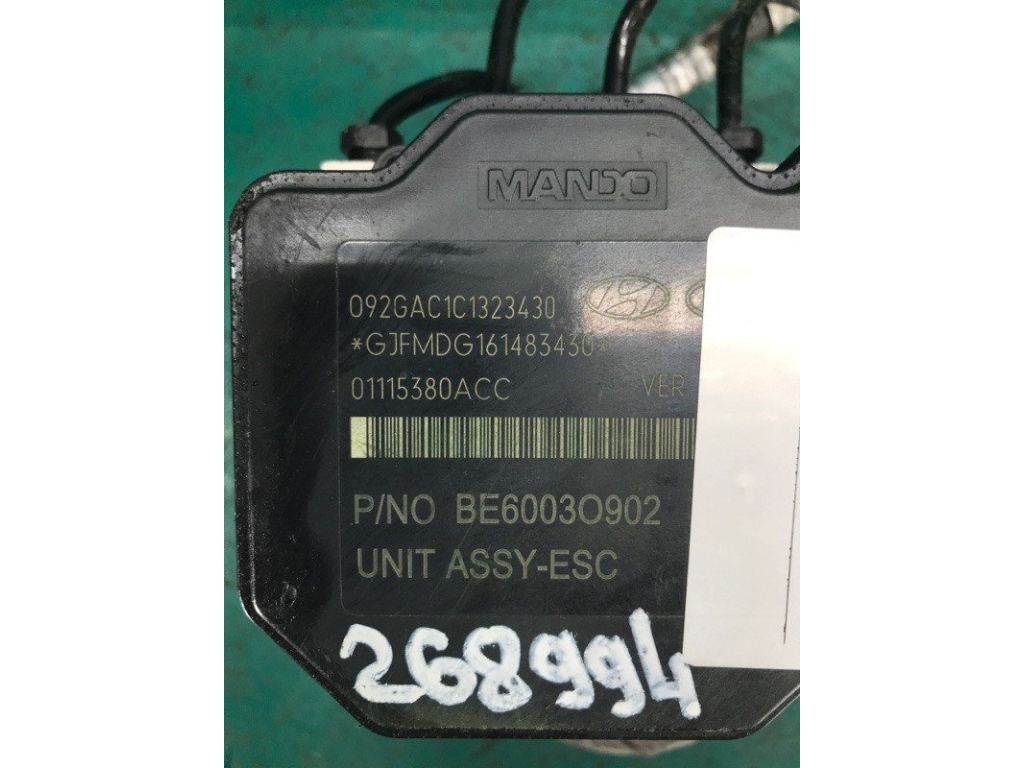 MANDO
092GAC1C1323430
*GJFMDG161483430*
01115380ACC VER
P/NO BE6003O902
UNIT ASSY-ESC
268994